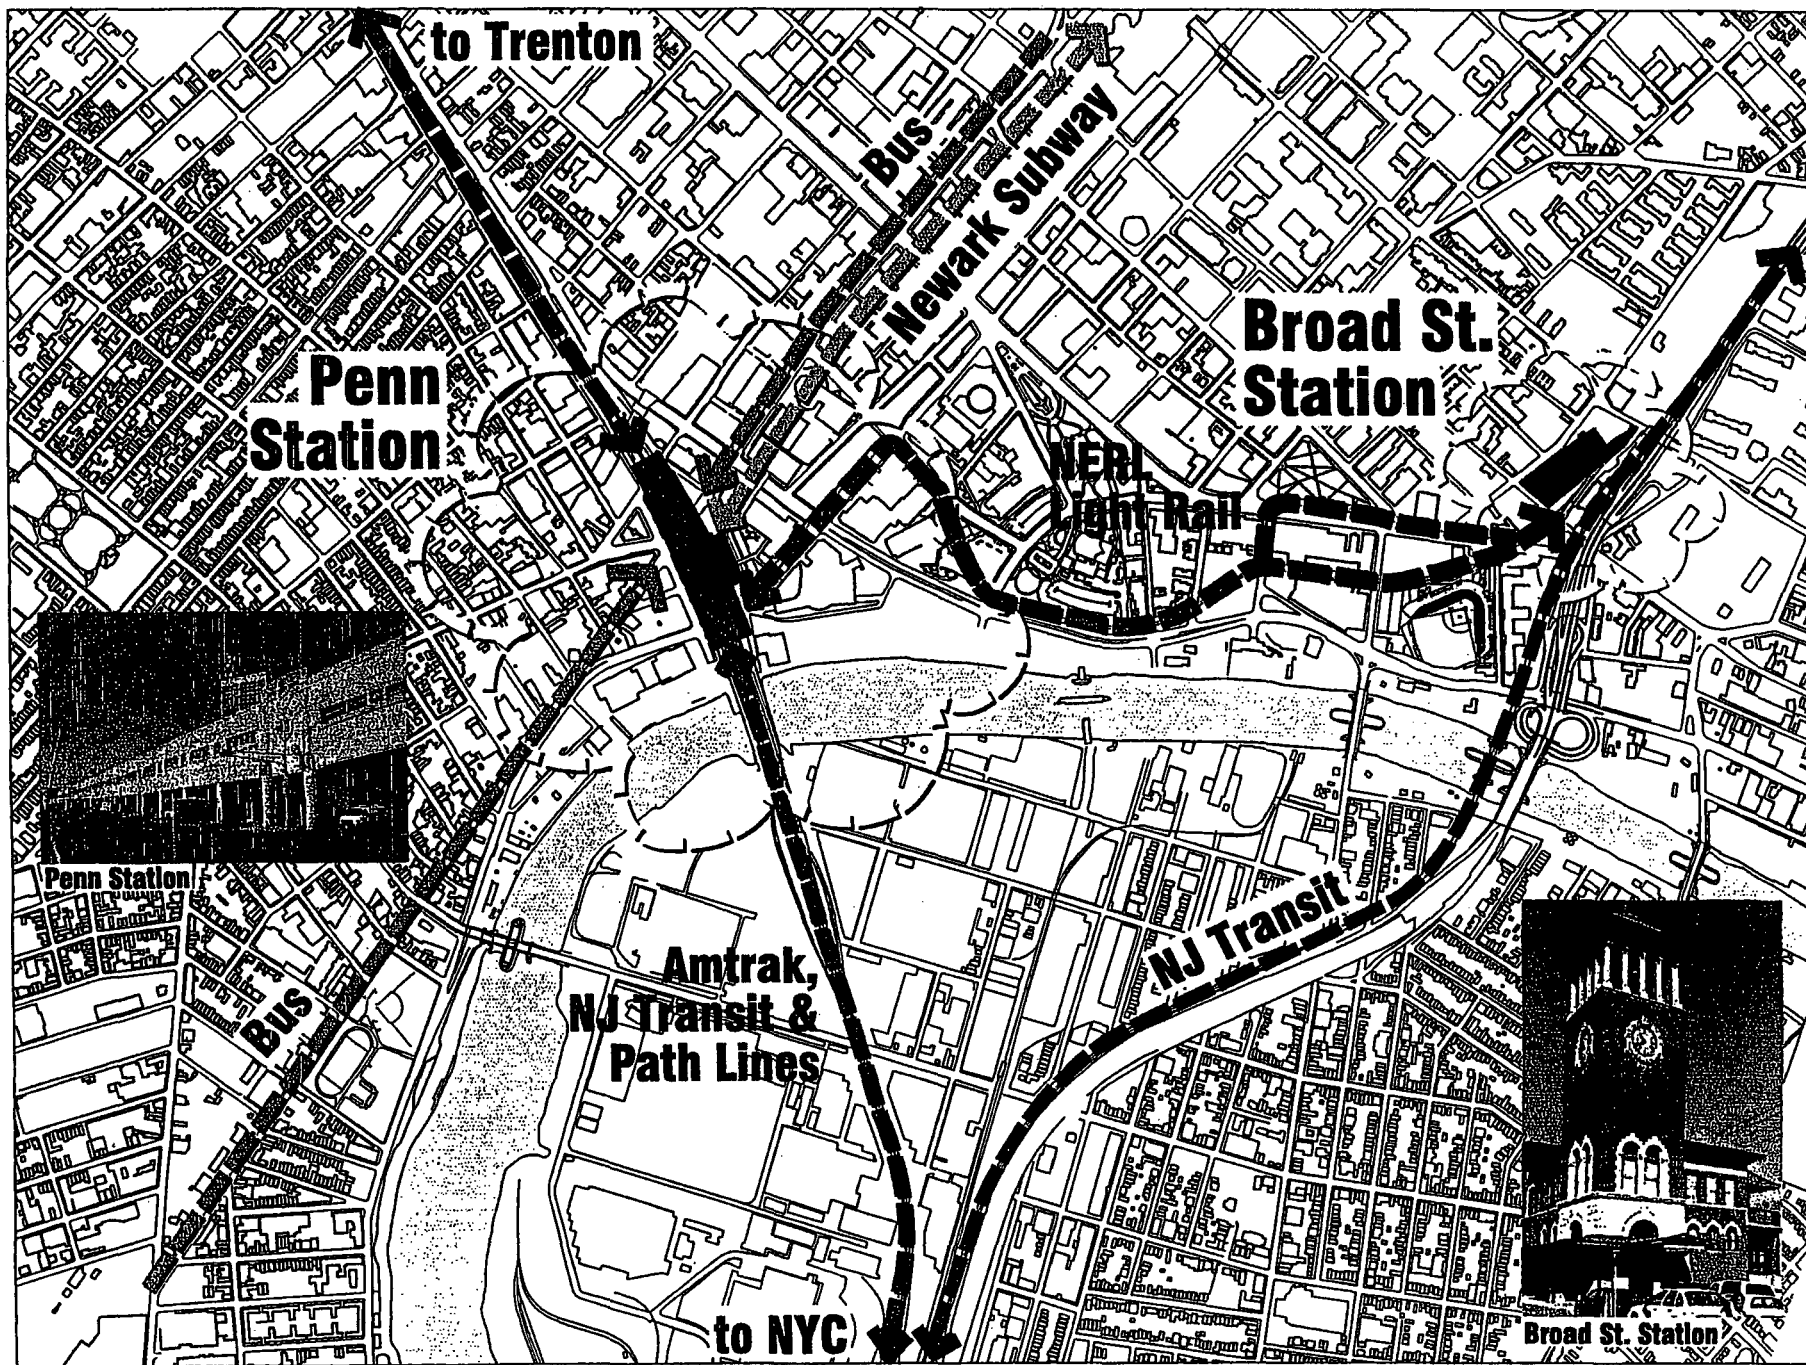 to Trenton
Bus
Newark Subway
Penn
Station
Broad St.
Station
NERL
Light Rail
Penn Station
Bus
Amtrak,
NJ Transit &
Path Lines
NJ Transit
to NYC
Broad St. Station